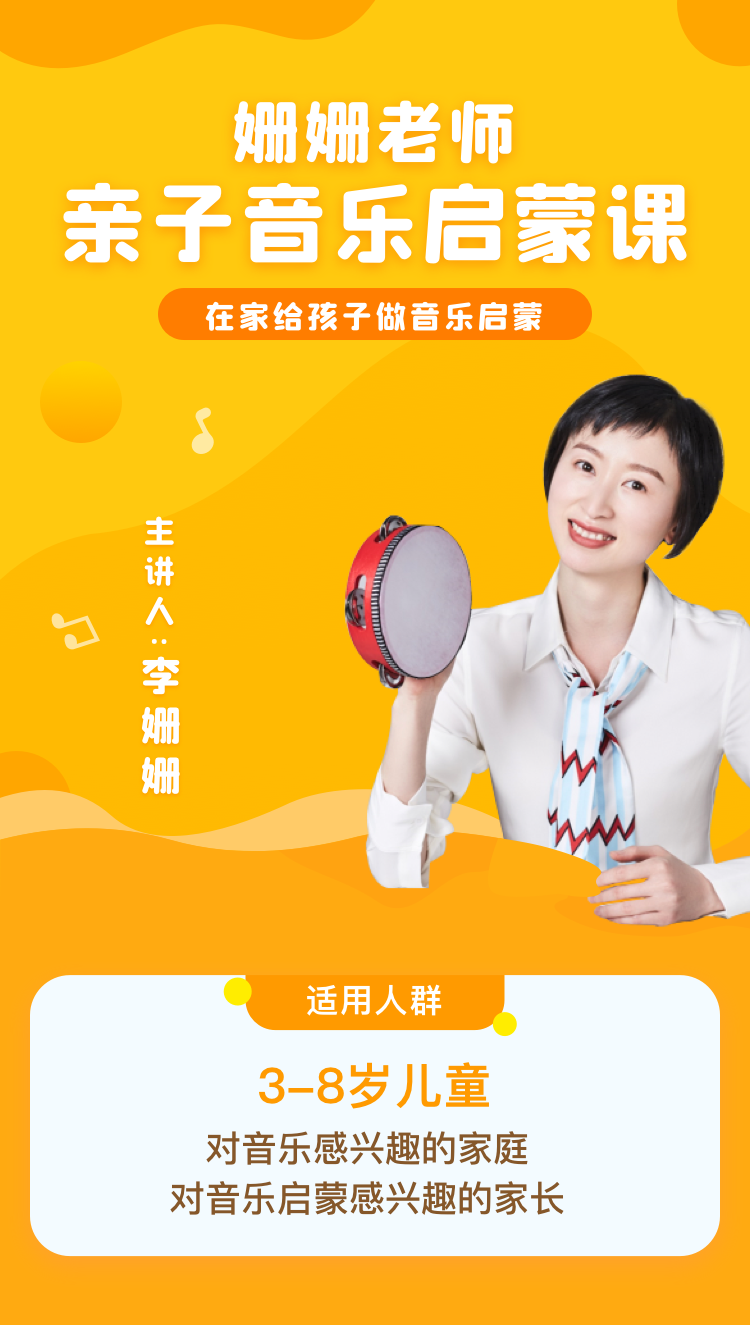 姗姗老师
亲子音乐启蒙课
在家给孩子做音乐启蒙
主讲人：李姗姗
适用人群
3-8岁儿童
对音乐感兴趣的家庭
对音乐启蒙感兴趣的家长